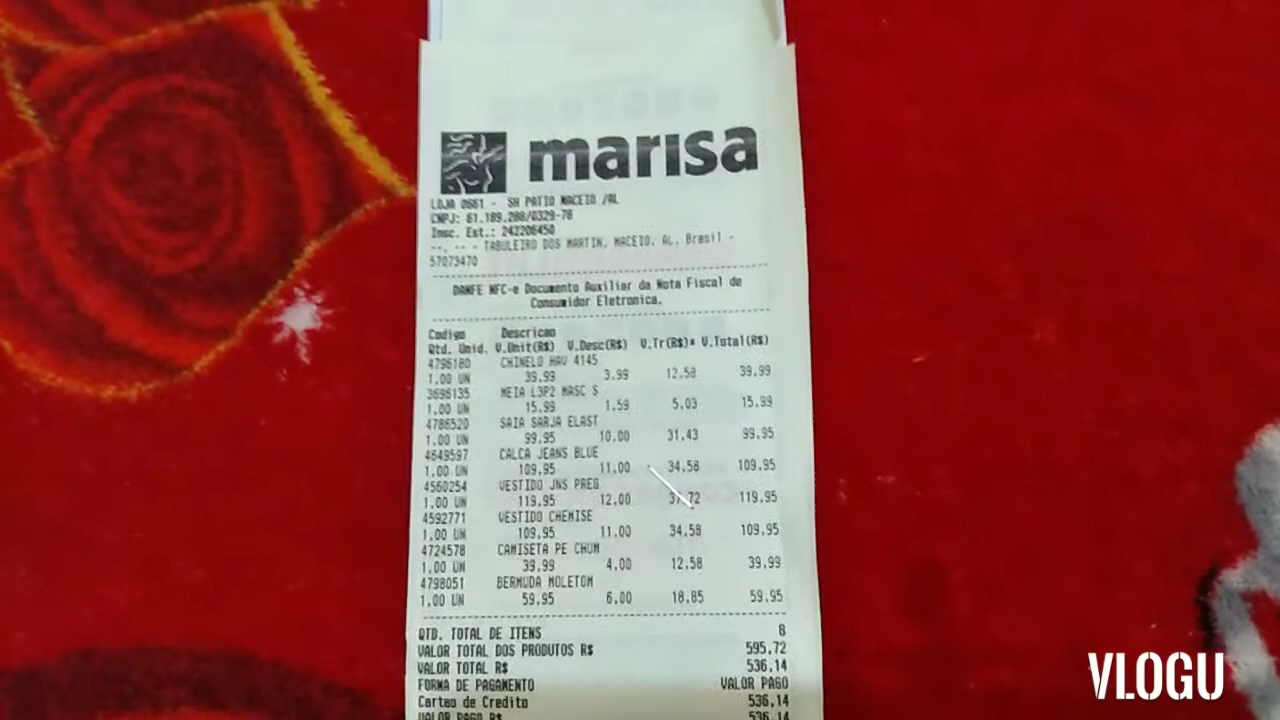 marisa
LOJA 0661 - SH PATIO MACEIO /AL
CNPJ: 61.189.288/0329-78
Insc. Est.: 242206450
--, -- - TABULEIRO DOS MARTIN, MACEIO, AL, Brasil -
57073470
DANFE NFC-e Documento Auxiliar da Nota Fiscal de
Consumidor Eletronica.
Codigo Descricao
Qtd. Unid. V.Unit(R$) V.Desc(R$) V.Tr(R$)* V.Total(R$)
4796180 CHINELO HAV 4145
1,00 UN 39,99 3,99 12,58 39,99
3696135 MEIA L3P2 MASC S
1,00 UN 15,99 1,59 5,03 15,99
4786520 SAIA SARJA ELAST
1,00 UN 99,95 10,00 31,43 99,95
4649597 CALCA JEANS BLUE
1,00 UN 109,95 11,00 34,58 109,95
4560254 VESTIDO JNS PREG
1,00 UN 119,95 12,00 37,72 119,95
4592771 VESTIDO CHEMISE
1,00 UN 109,95 11,00 34,58 109,95
4724578 CAMISETA PE CHUM
1,00 UN 39,99 4,00 12,58 39,99
4798051 BERMUDA MOLETOM
1,00 UN 59,95 6,00 18,85 59,95
QTD. TOTAL DE ITENS 8
VALOR TOTAL DOS PRODUTOS R$ 595,72
VALOR TOTAL R$ 536,14
FORMA DE PAGAMENTO VALOR PAGO
Cartao de Credito 536,14
VALOR PAGO R$ 536,14
VLOGU